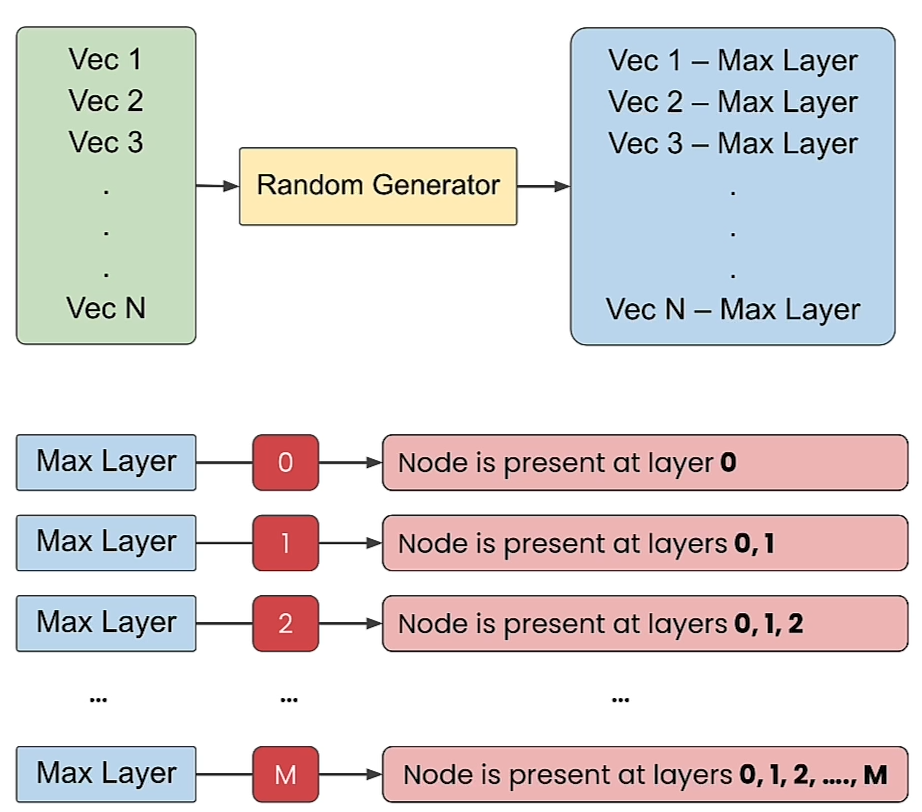 Vec 1
Vec 2
Vec 3
.
.
.
Vec N
Random Generator
Vec 1 – Max Layer
Vec 2 – Max Layer
Vec 3 – Max Layer
.
.
.
Vec N – Max Layer
Max Layer 0 Node is present at layer 0
Max Layer 1 Node is present at layers 0, 1
Max Layer 2 Node is present at layers 0, 1, 2
... ... ...
Max Layer M Node is present at layers 0, 1, 2, ...., M